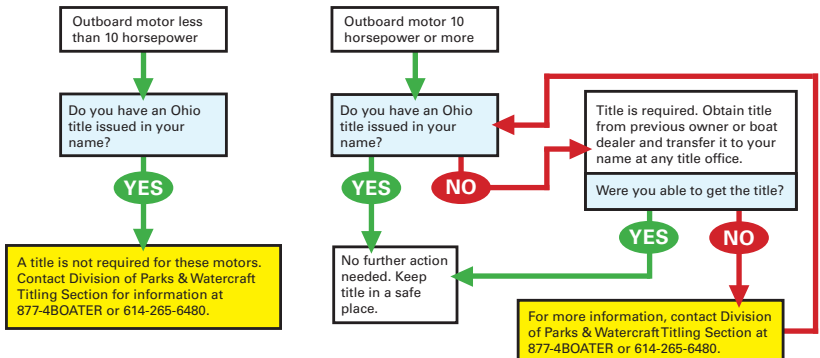 Outboard motor less
than 10 horsepower
Do you have an Ohio
title issued in your
name?
YES
A title is not required for these motors.
Contact Division of Parks & Watercraft
Titling Section for information at
877-4BOATER or 614-265-6480.
Outboard motor 10
horsepower or more
Do you have an Ohio
title issued in your
name?
YES
NO
No further action
needed. Keep
title in a safe
place.
Title is required. Obtain title
from previous owner or boat
dealer and transfer it to your
name at any title office.
Were you able to get the title?
YES
NO
For more information, contact Division
of Parks & Watercraft Titling Section at
877-4BOATER or 614-265-6480.